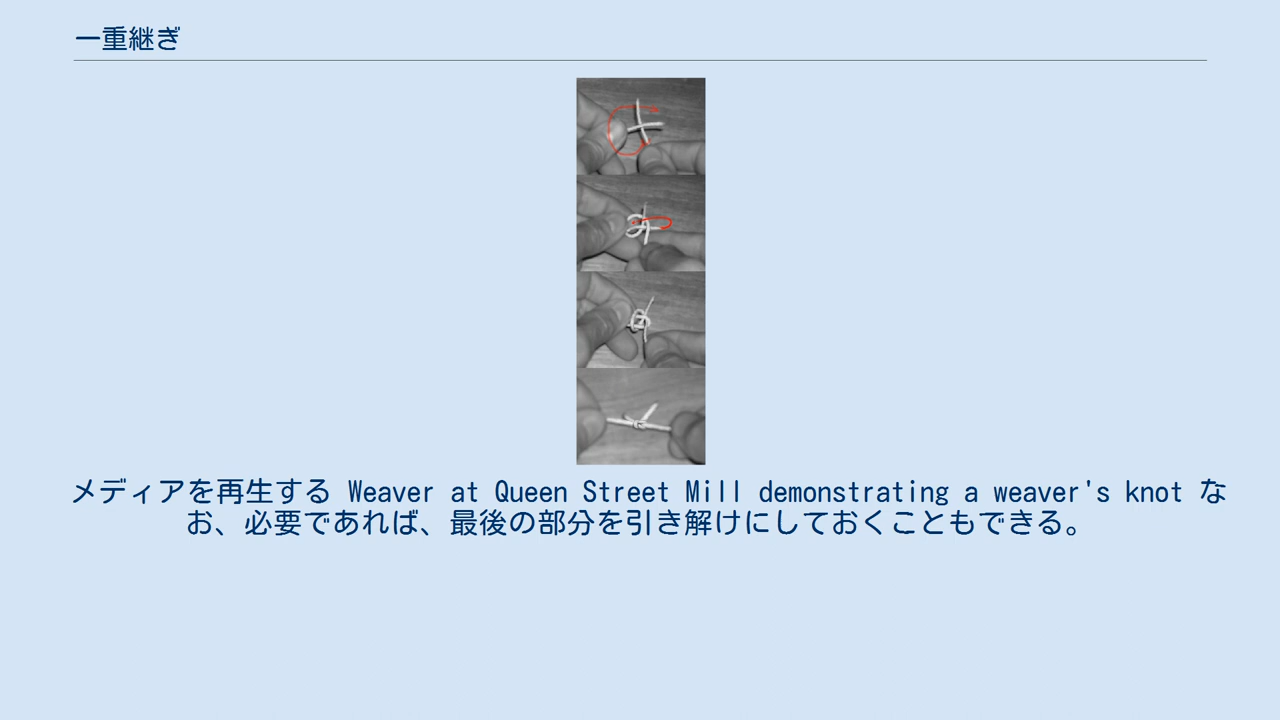 一重継ぎ
メディアを再生する Weaver at Queen Street Mill demonstrating a weaver's knot な
お、必要であれば、最後の部分を引き解けにしておくこともできる。